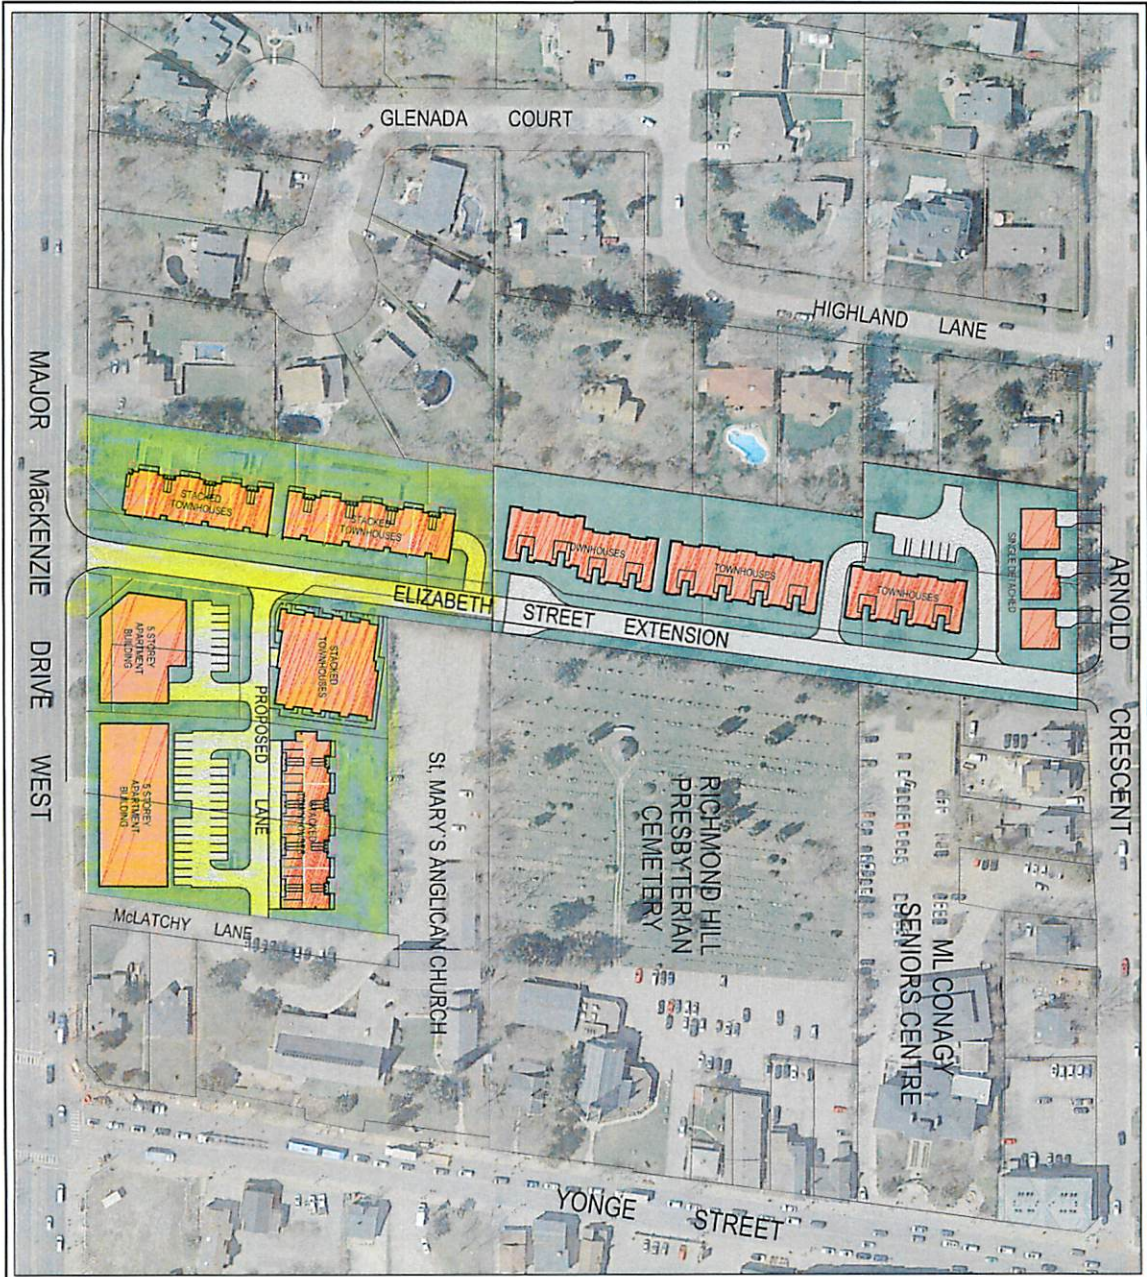 GLENADA COURT
HIGHLAND LANE
MAJOR MacKENZIE DRIVE WEST
ARNOLD CRESCENT
STACKED
TOWNHOUSES
STACKED
TOWNHOUSES
TOWNHOUSES
TOWNHOUSES
TOWNHOUSES
SINGLE DETACHED
ELIZABETH STREET EXTENSION
5 STOREY
APARTMENT
BUILDING
STACKED
TOWNHOUSES
PROPOSED LANE
5 STOREY
APARTMENT
BUILDING
STACKED
St, MARY'S ANGLICAN CHURCH
RICHMOND HILL
PRESBYTERIAN
CEMETERY
ML CONAGY
SENIORS CENTRE
McLATCHY LANE
YONGE STREET